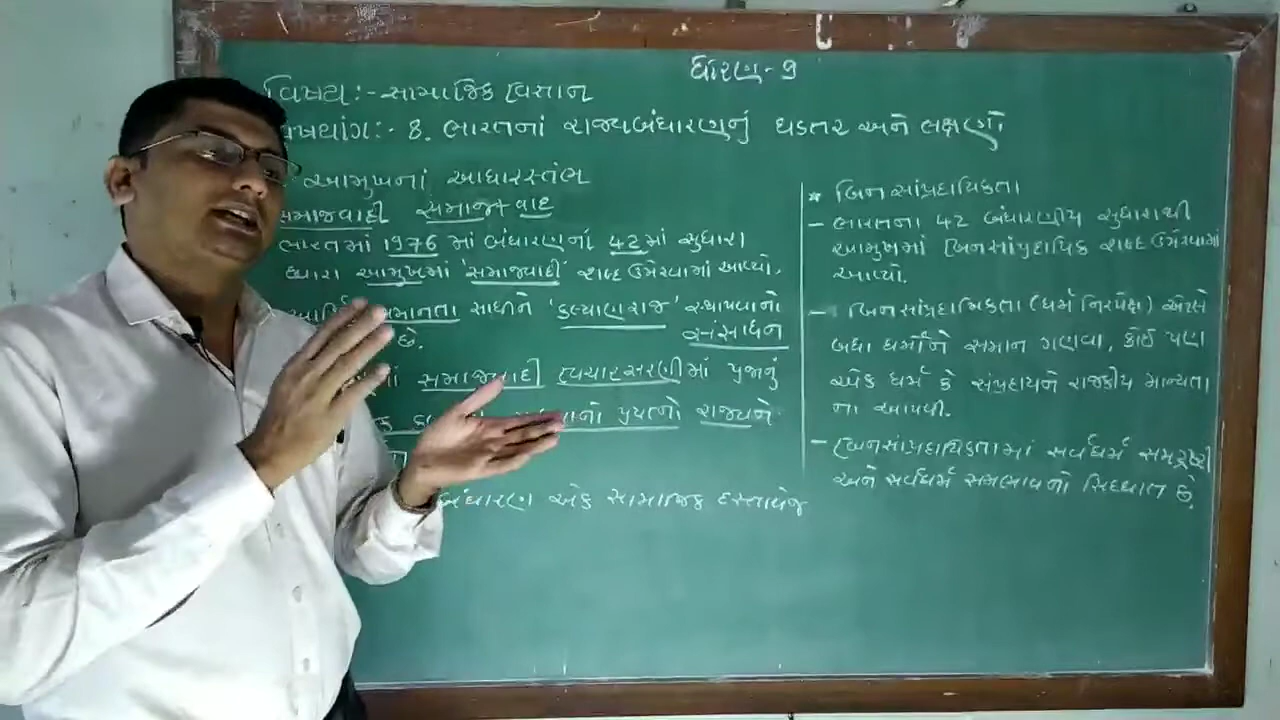 ધોરણ - 9
વિષય :- સામાજિક વિજ્ઞાન
વિષયાંગ :- 8. ભારતનાં રાજ્યબંધારણનું ઘડતર અને લક્ષણો
આમુખનાં આધારસ્તંભ
સમાજવાદી સમાજ+વાદ
ભારતમાં 1976 માં બંધારણનાં 42માં સુધારા
દ્વારા આમુખમાં 'સમાજવાદી' શબ્દ ઉમેરવામાં આવ્યો.
સમાનતા સાધીને 'કલ્યાણરાજ' સ્થાપવાનો
સંસાધન
છે.
સમાજવાદી વિચારસરણીમાં પ્રજાનું
પ્રયત્નો રાજ્યને
બંધારણ એક સામાજિક દસ્તાવેજ
* બિનસાંપ્રદાયિકતા
- ભારતના 42 બંધારણીય સુધારાથી
આમુખમાં બિનસાંપ્રદાયિક શબ્દ ઉમેરવામાં
આવ્યો.
- બિનસાંપ્રદાયિકતા (ધર્મ નિરપેક્ષ) એટલે
બધા ધર્મોને સમાન ગણવા, કોઈ પણ
એક ધર્મ કે સંપ્રદાયને રાજકીય માન્યતા
ના આપવી.
- બિનસાંપ્રદાયિકતામાં સર્વધર્મ સમદ્રષ્ટિ
અને સર્વધર્મ સમભાવનો સિદ્ધાંત છે.